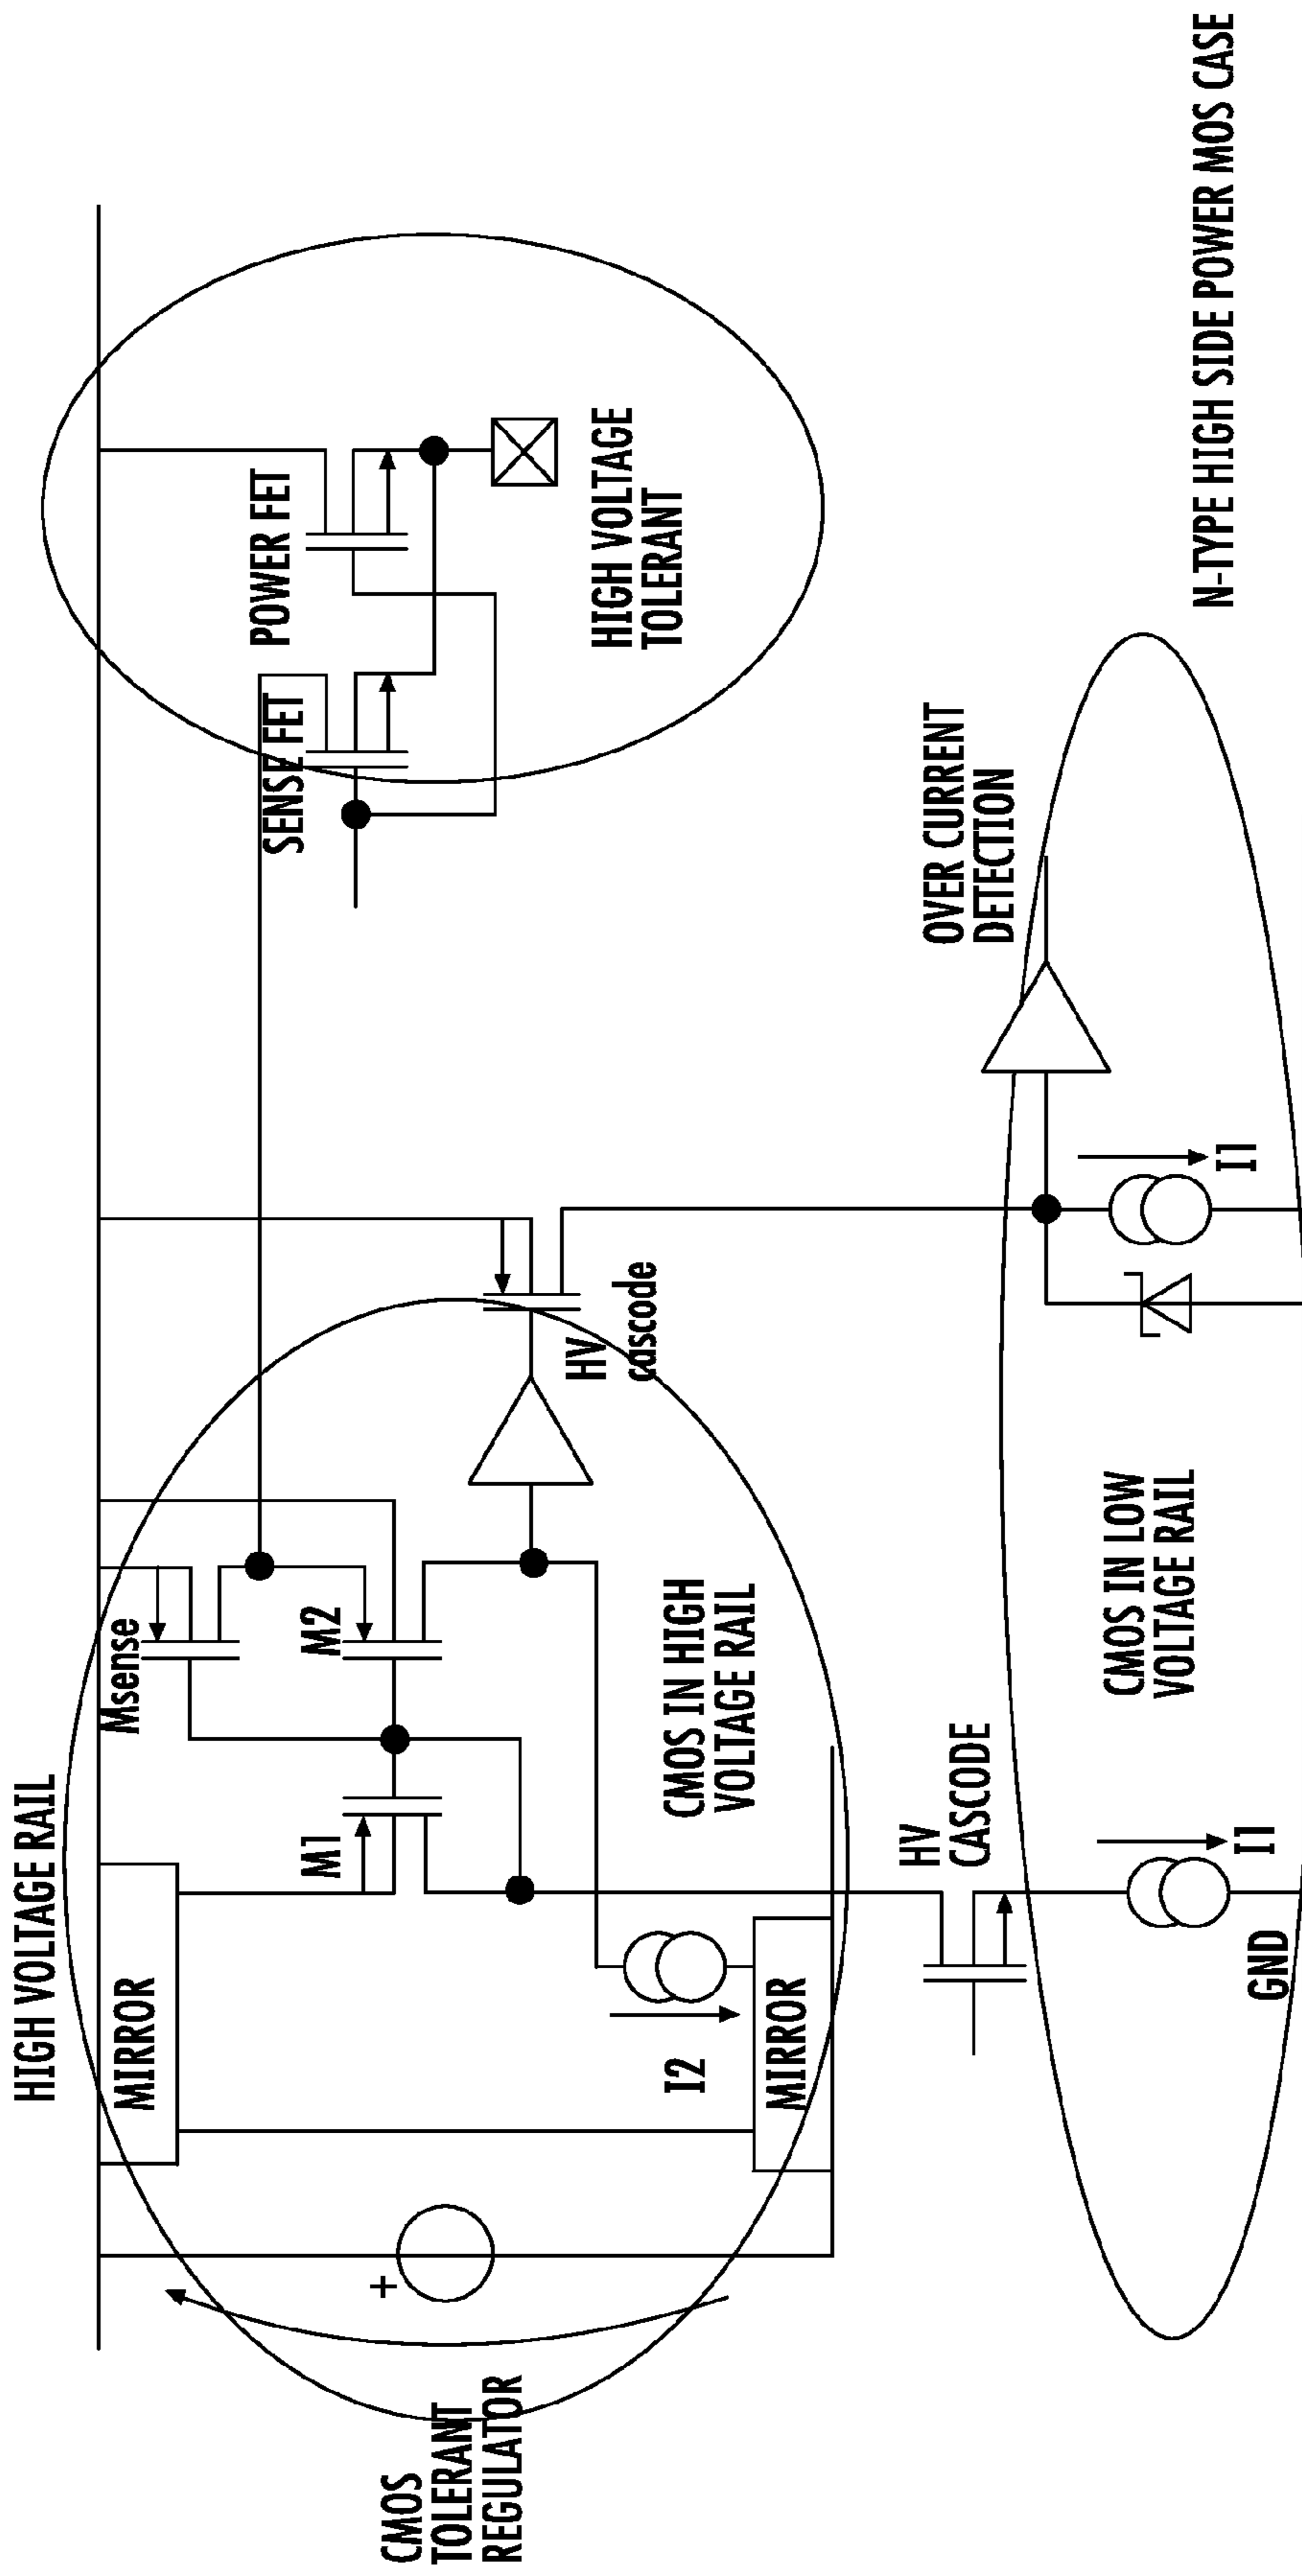 HIGH VOLTAGE RAIL
MIRROR
Msense
M1
M2
SENSE FET
POWER FET
HIGH VOLTAGE
TOLERANT
CMOS
TOLERANT
REGULATOR
+
I2
MIRROR
CMOS IN HIGH
VOLTAGE RAIL
HV
cascode
HV
CASCODE
OVER CURRENT
DETECTION
I1
GND
CMOS IN LOW
VOLTAGE RAIL
I1
N-TYPE HIGH SIDE POWER MOS CASE